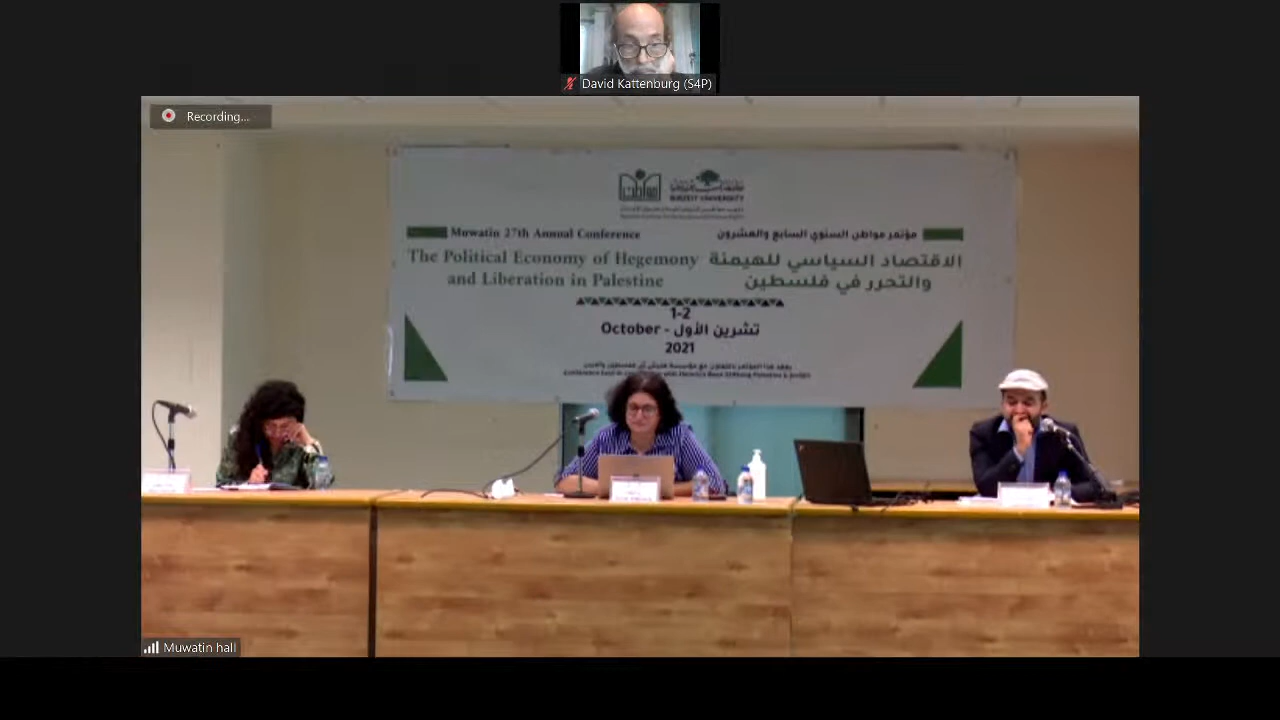 David Kattenburg (S4P)
Recording...
مواطن
BIRZEIT UNIVERSITY
Muwatin 27th Annual Conference
مؤتمر مواطن السنوي السابع والعشرون
The Political Economy of Hegemony
and Liberation in Palestine
الاقتصاد السياسي للهيمنة
والتحرر في فلسطين
1-2
تشرين الأول - October
2021
Muwatin hall